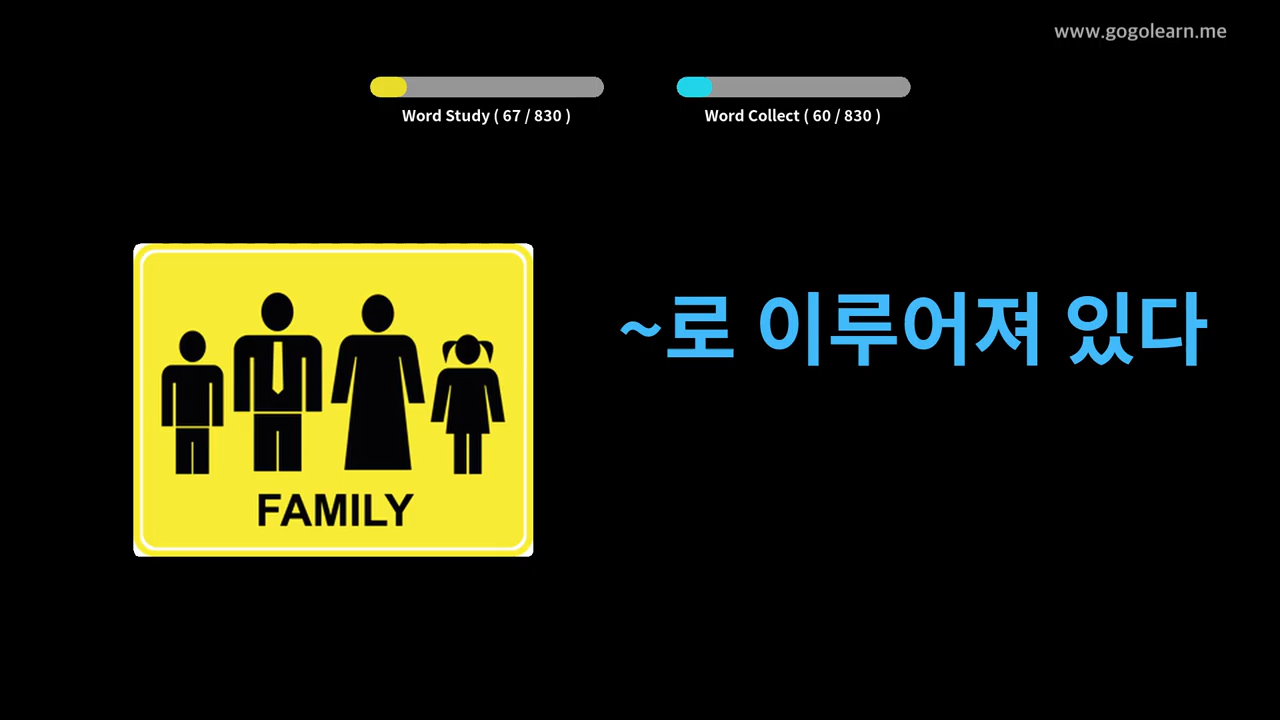 www.gogolearn.me
Word Study ( 67 / 830 )
Word Collect ( 60 / 830 )
~로 이루어져 있다
FAMILY